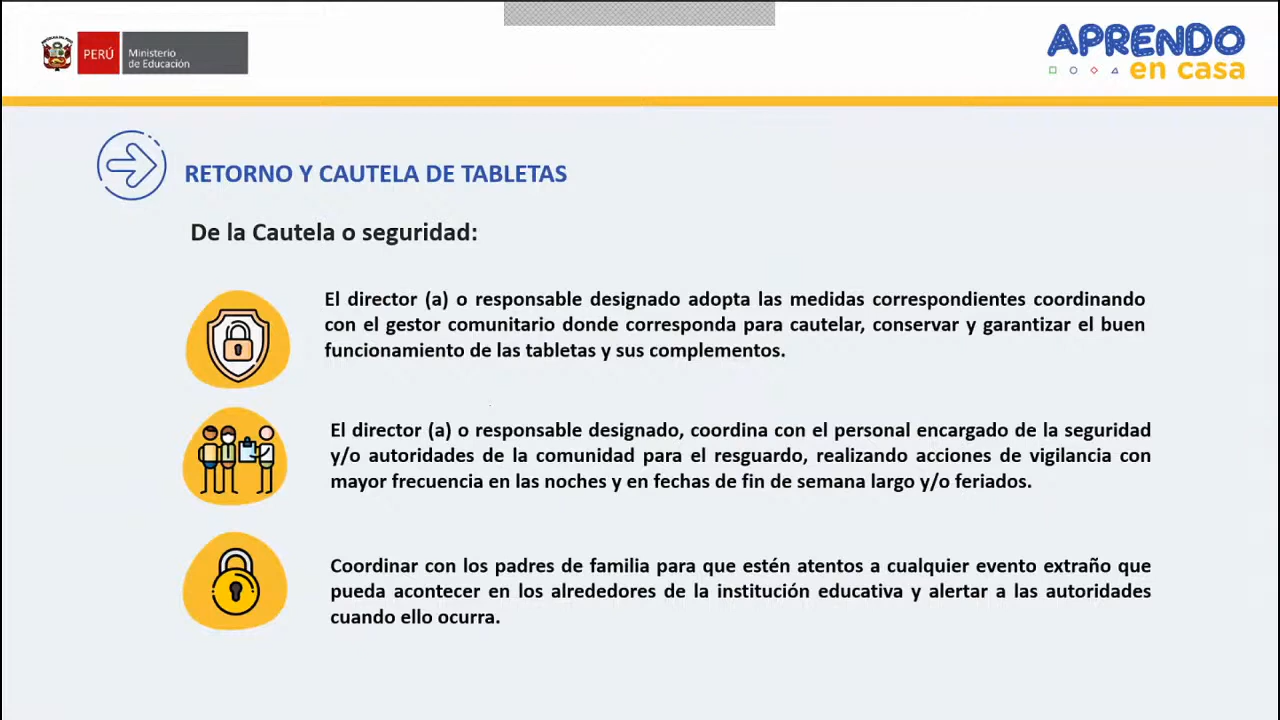 PERÚ
Ministerio
de Educación
APRENDO
en casa
RETORNO Y CAUTELA DE TABLETAS
De la Cautela o seguridad:
El director (a) o responsable designado adopta las medidas correspondientes coordinando
con el gestor comunitario donde corresponda para cautelar, conservar y garantizar el buen
funcionamiento de las tabletas y sus complementos.
El director (a) o responsable designado, coordina con el personal encargado de la seguridad
y/o autoridades de la comunidad para el resguardo, realizando acciones de vigilancia con
mayor frecuencia en las noches y en fechas de fin de semana largo y/o feriados.
Coordinar con los padres de familia para que estén atentos a cualquier evento extraño que
pueda acontecer en los alrededores de la institución educativa y alertar a las autoridades
cuando ello ocurra.